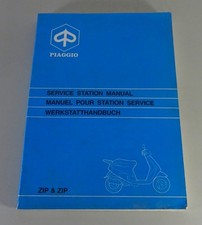 PIAGGIO
SERVICE STATION MANUAL
MANUEL POUR STATION SERVICE
WERKSTATTHANDBUCH
ZIP & ZIP